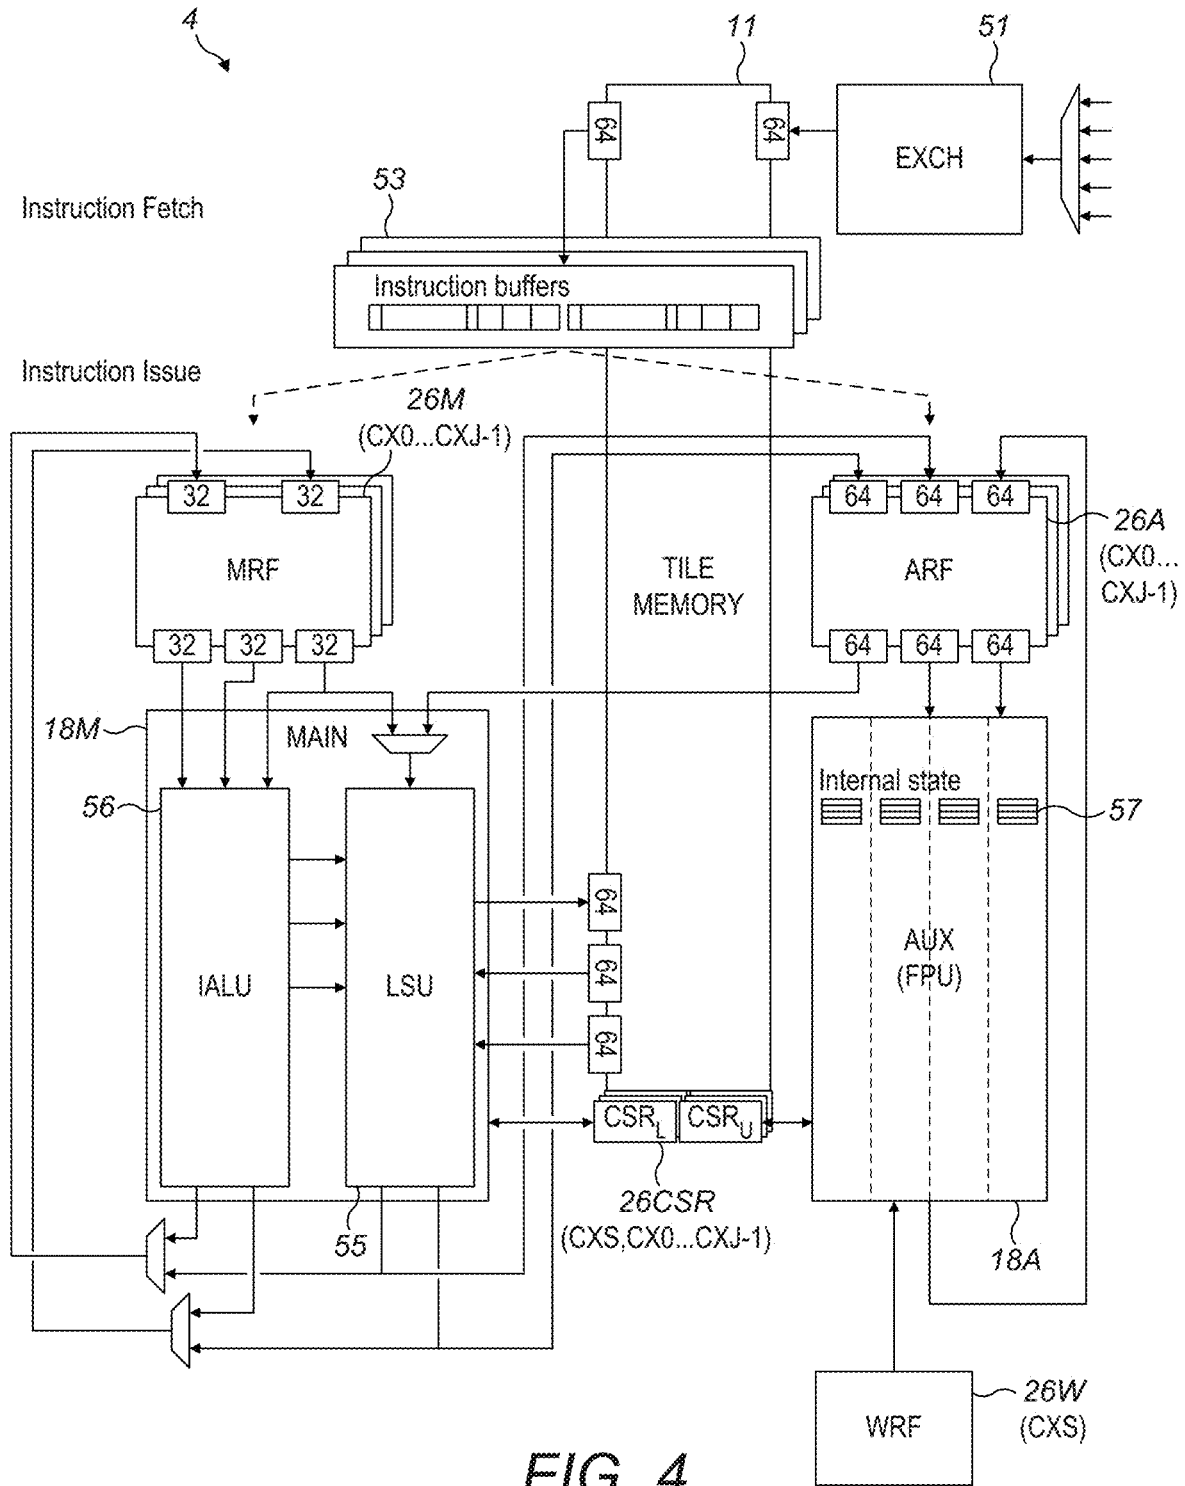 4
11
51
64
64
EXCH
53
Instruction Fetch
Instruction buffers
Instruction Issue
26M
(CX0...CXJ-1)
32
32
64
64
64
26A
(CX0...
CXJ-1)
MRF
TILE
MEMORY
ARF
32
32
32
64
64
64
18M
MAIN
56
Internal state
57
64
IALU
LSU
64
AUX
(FPU)
64
CSRL
CSRU
26CSR
(CXS,CX0...CXJ-1)
55
18A
WRF
26W
(CXS)
FIG. 4